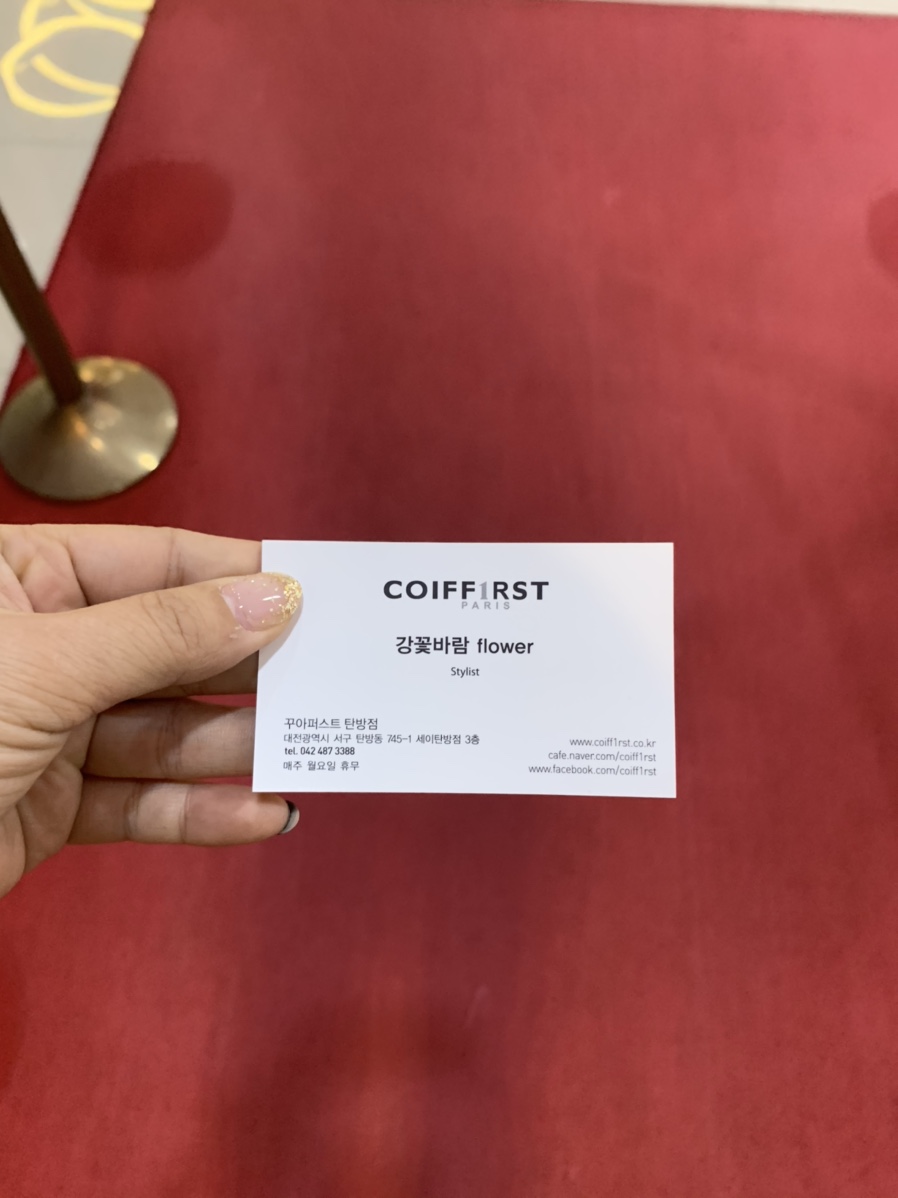 COIFF1RST
PARIS
강꽃바람 flower
Stylist
꾸아퍼스트 탄방점
대전광역시 서구 탄방동 745-1 세이탄방점 3층
tel. 042 487 3388
매주 월요일 휴무
www.coiff1rst.co.kr
cafe.naver.com/coiff1rst
www.facebook.com/coiff1rst